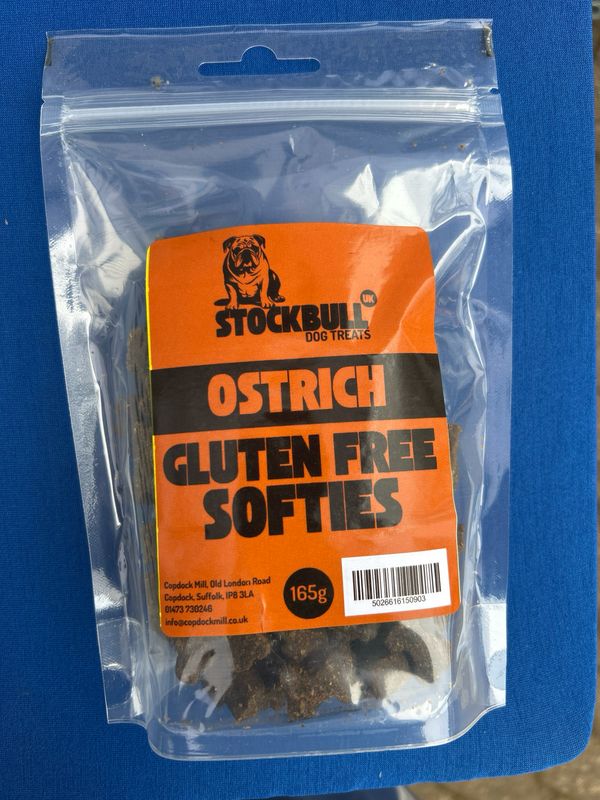 UK
STOCKBULL
DOG TREATS
OSTRICH
GLUTEN FREE
SOFTIES
Copdock Mill, Old London Road
Copdock, Suffolk, IP8 3LA
01473 730246
info@copdockmill.co.uk
165g
5026616150903